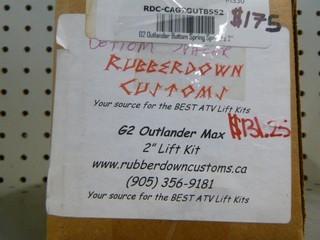 RDC-CAGXGUTBSS2
$175
G2 Outlander Bottom Spring
bottom spacer
RUBBERDOWN
CUSTOMS
Your source for the BEST ATV Lift Kits
G2 Outlander Max $131.25
2" Lift Kit
www.rubberdowncustoms.ca
(905) 356-9181
Your source for the BEST ATV Lift Kits